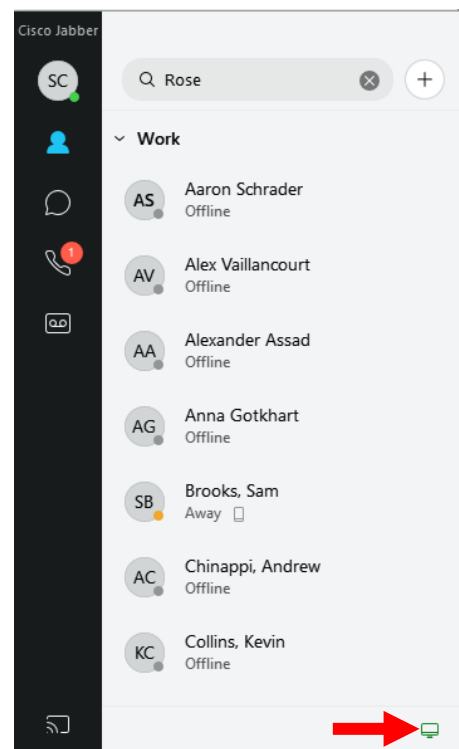 Cisco Jabber
SC
Rose
Work
AS
Aaron Schrader
Offline
AV
Alex Vaillancourt
Offline
AA
Alexander Assad
Offline
AG
Anna Gotkhart
Offline
SB
Brooks, Sam
Away
AC
Chinappi, Andrew
Offline
KC
Collins, Kevin
Offline
1